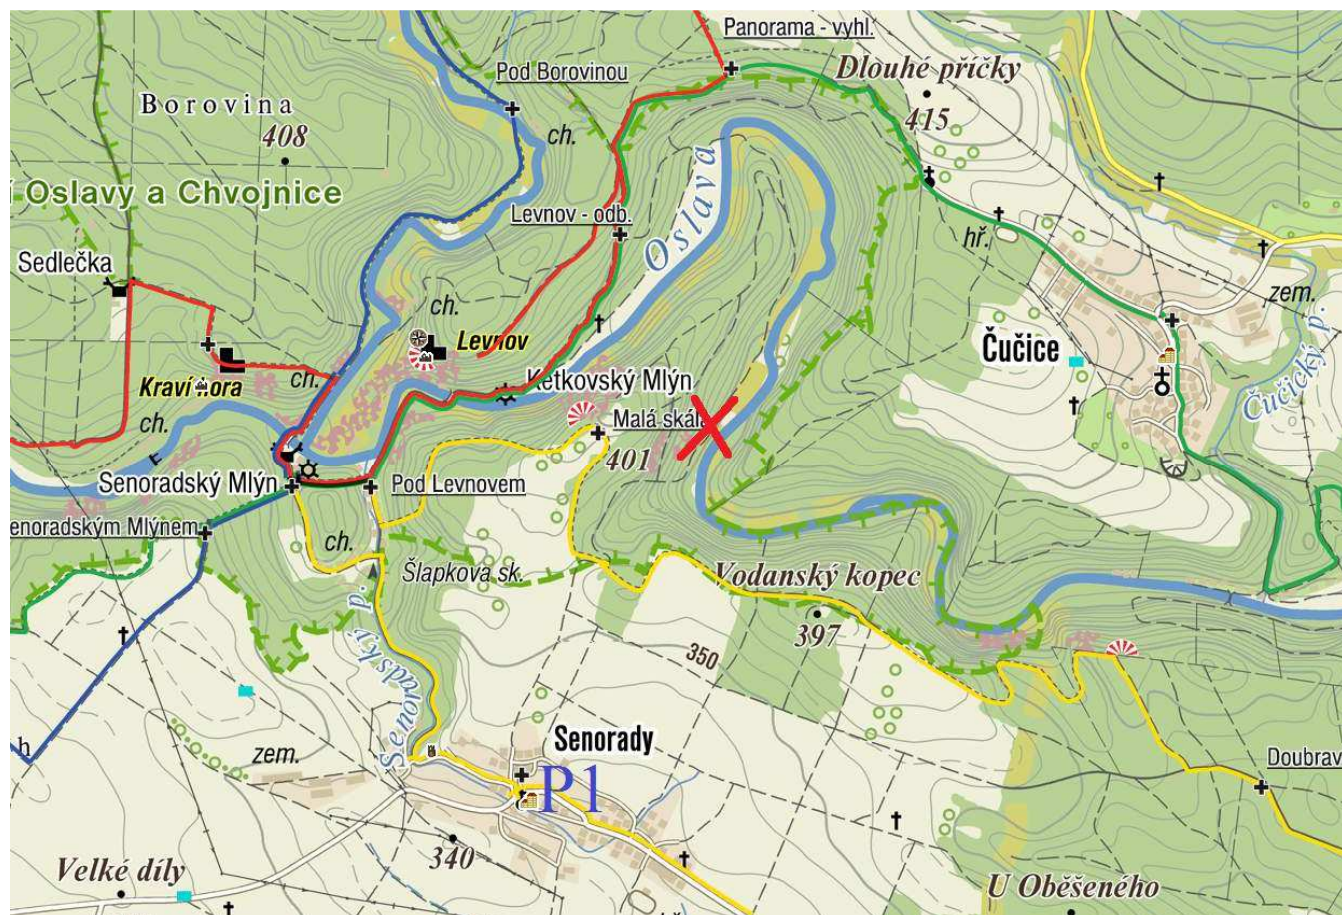 Panorama - vyhl.
Pod Borovinou
Dlouhé příčky
415
Borovina
408
ch.
í Oslavy a Chvojnice
Levnov - odb.
Oslava
hř.
Sedlečka
zem.
ch.
Levnov
Čučice
Čučický p.
Ketkovský Mlýn
Kraví hora
ch.
ch.
Malá skála
401
Senoradský Mlýn
Pod Levnovem
enoradským Mlýnem
ch.
Šlapkova sk.
Vodanský kopec
397
350
Senoradský p.
h
Senorady
zem.
Doubrav
P1
340
Velké díly
U Oběšeného